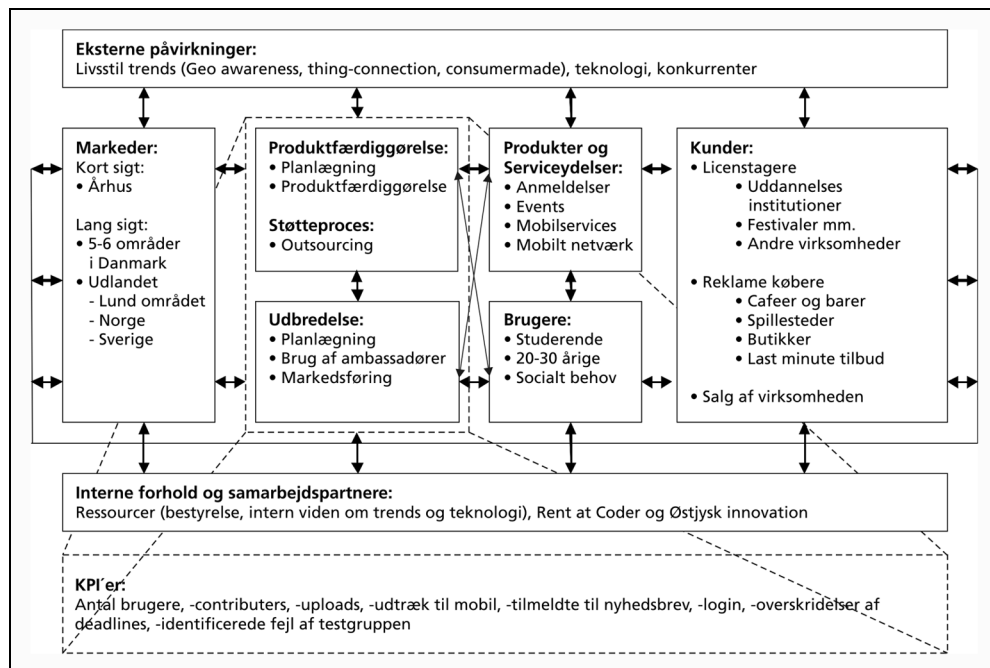 Eksterne påvirkninger:
Livsstil trends (Geo awareness, thing-connection, consumermade), teknologi, konkurrenter
Markeder:
Kort sigt:
• Århus
Lang sigt:
• 5-6 områder
i Danmark
• Udlandet
- Lund området
- Norge
- Sverige
Produktfærdiggørelse:
• Planlægning
• Produktfærdiggørelse
Støtteproces:
• Outsourcing
Udbredelse:
• Planlægning
• Brug af ambassadører
• Markedsføring
Produkter og
Serviceydelser:
• Anmeldelser
• Events
• Mobilservices
• Mobilt netværk
Brugere:
• Studerende
• 20-30 årige
• Socialt behov
Kunder:
• Licenstagere
• Uddannelses
institutioner
• Festivaler mm.
• Andre virksomheder
• Reklame købere
• Cafeer og barer
• Spillesteder
• Butikker
• Last minute tilbud
• Salg af virksomheden
Interne forhold og samarbejdspartnere:
Ressourcer (bestyrelse, intern viden om trends og teknologi), Rent at Coder og Østjysk innovation
KPI´er:
Antal brugere, -contributers, -uploads, -udtræk til mobil, -tilmeldte til nyhedsbrev, -login, -overskridelser af
deadlines, -identificerede fejl af testgruppen